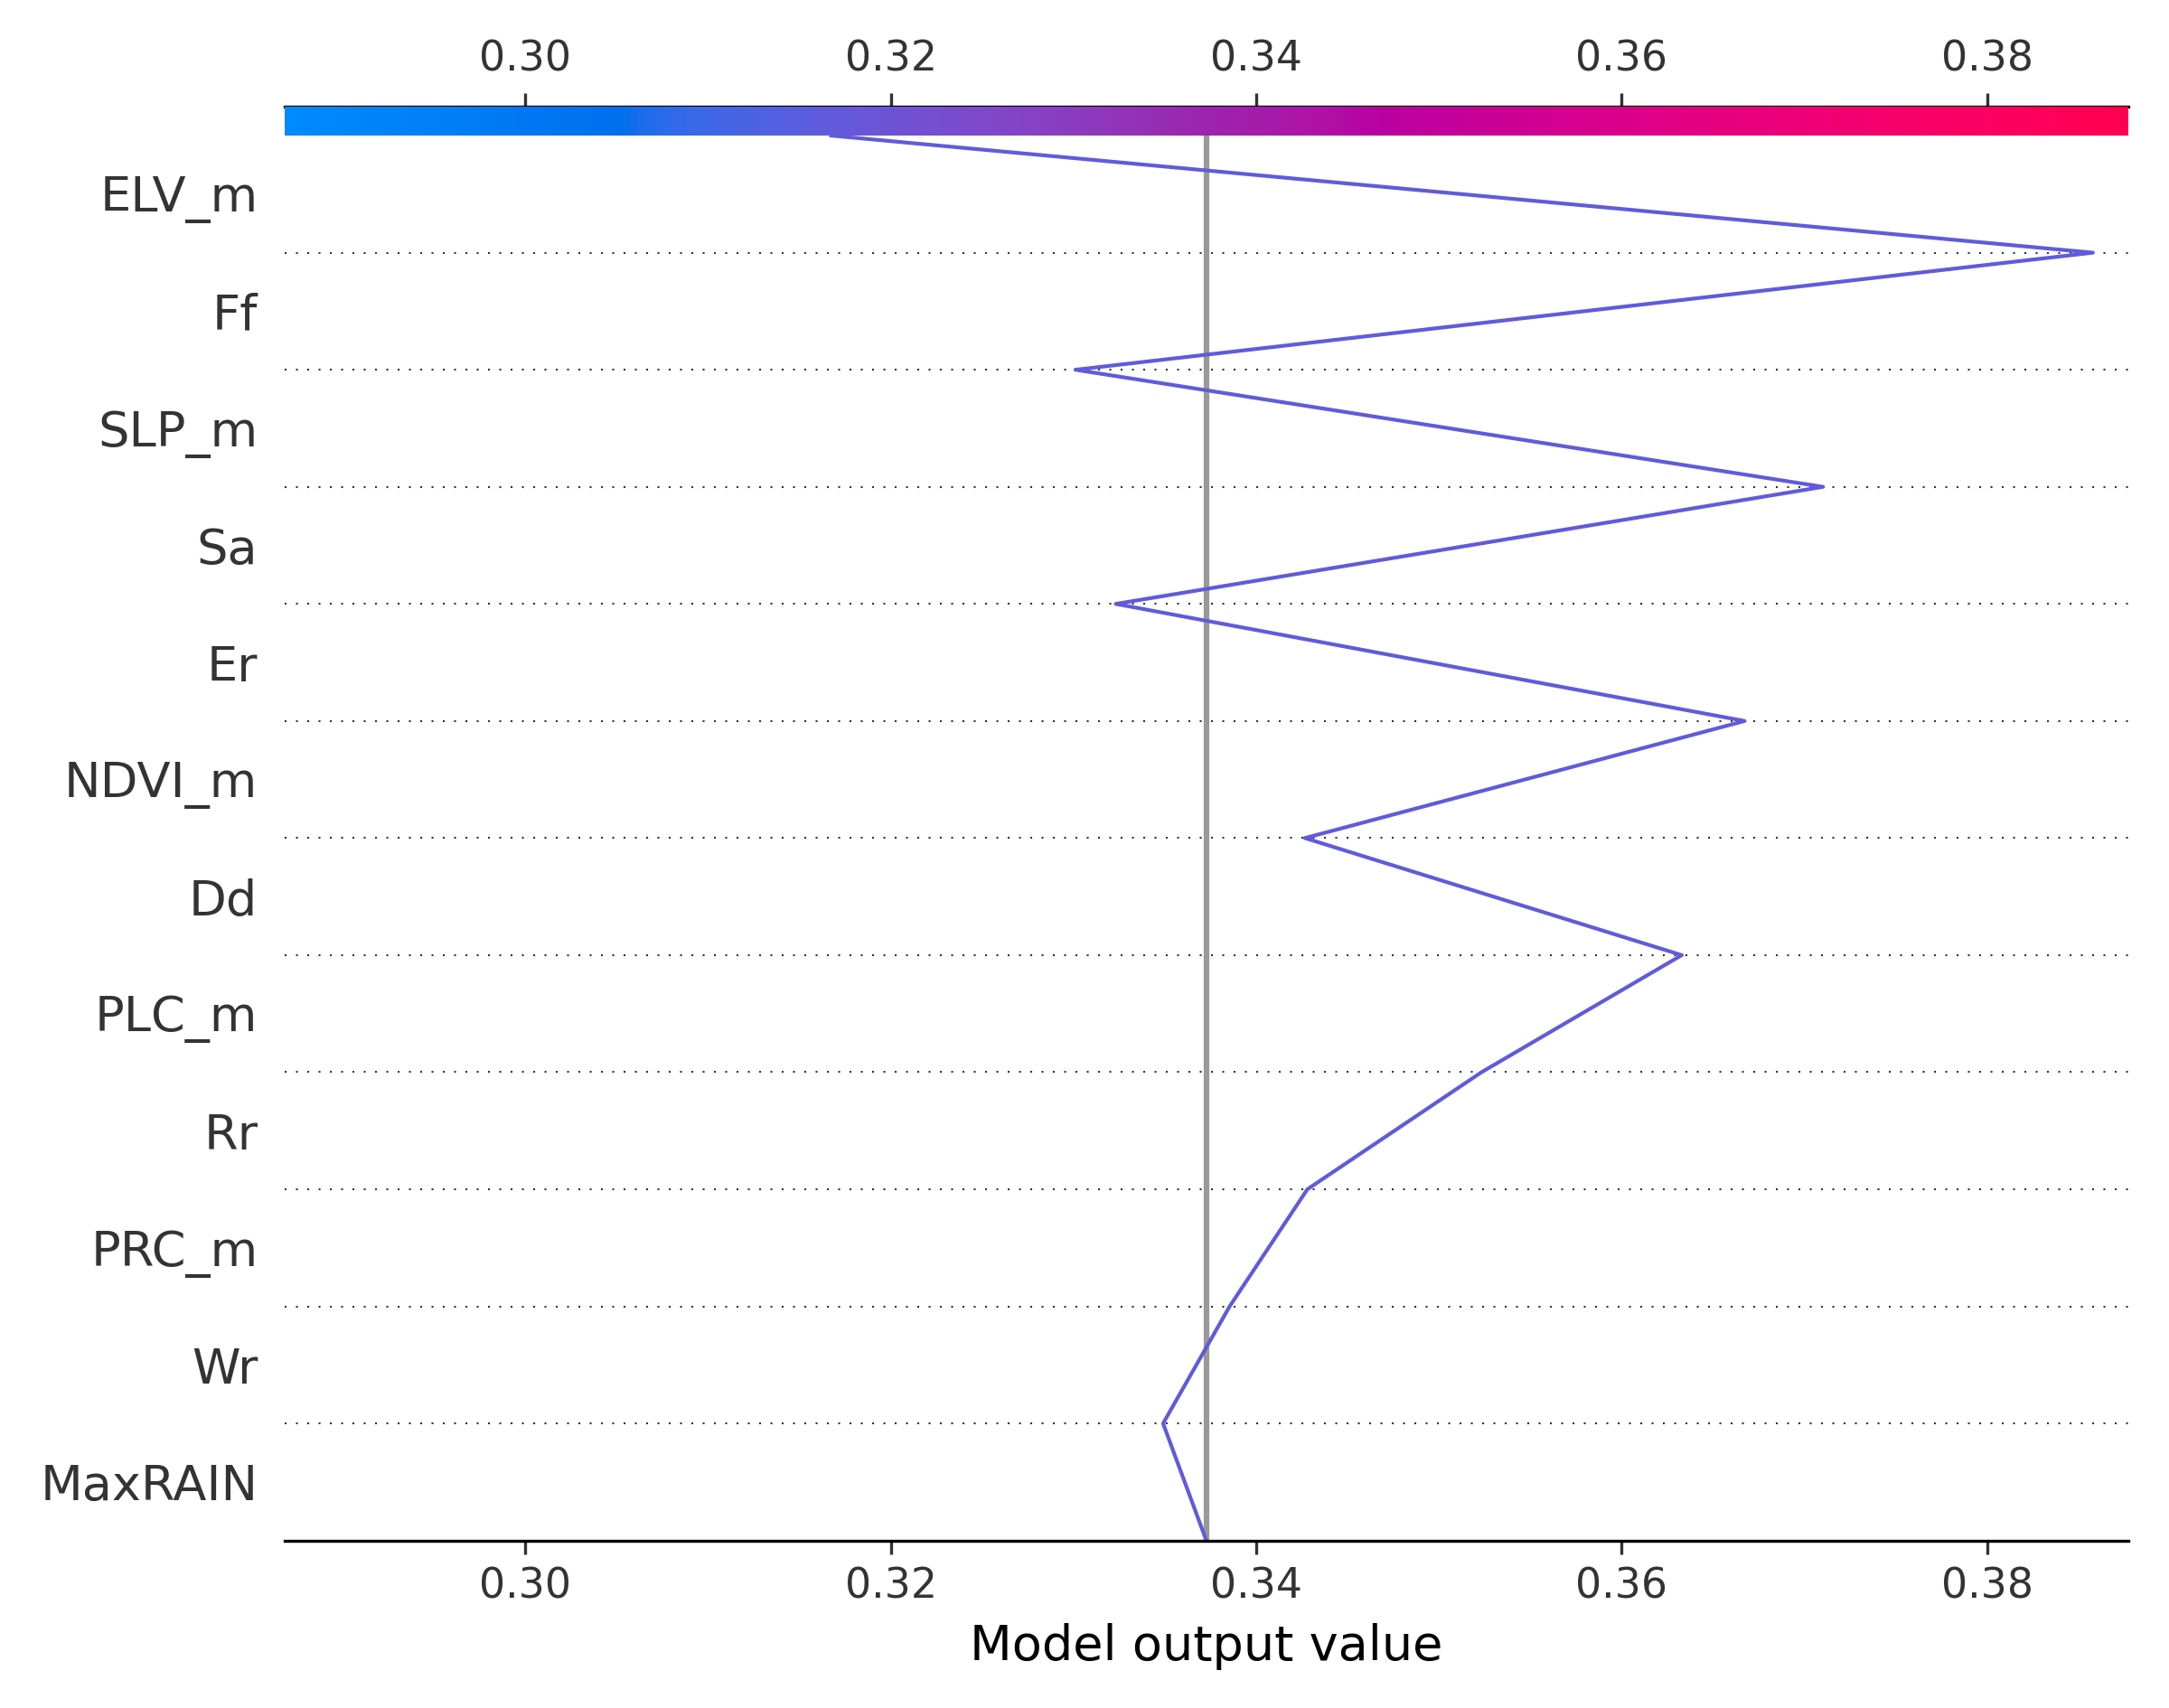 0.30 0.32 0.34 0.36 0.38
ELV_m
Ff
SLP_m
Sa
Er
NDVI_m
Dd
PLC_m
Rr
PRC_m
Wr
MaxRAIN
0.30 0.32 0.34 0.36 0.38
Model output value